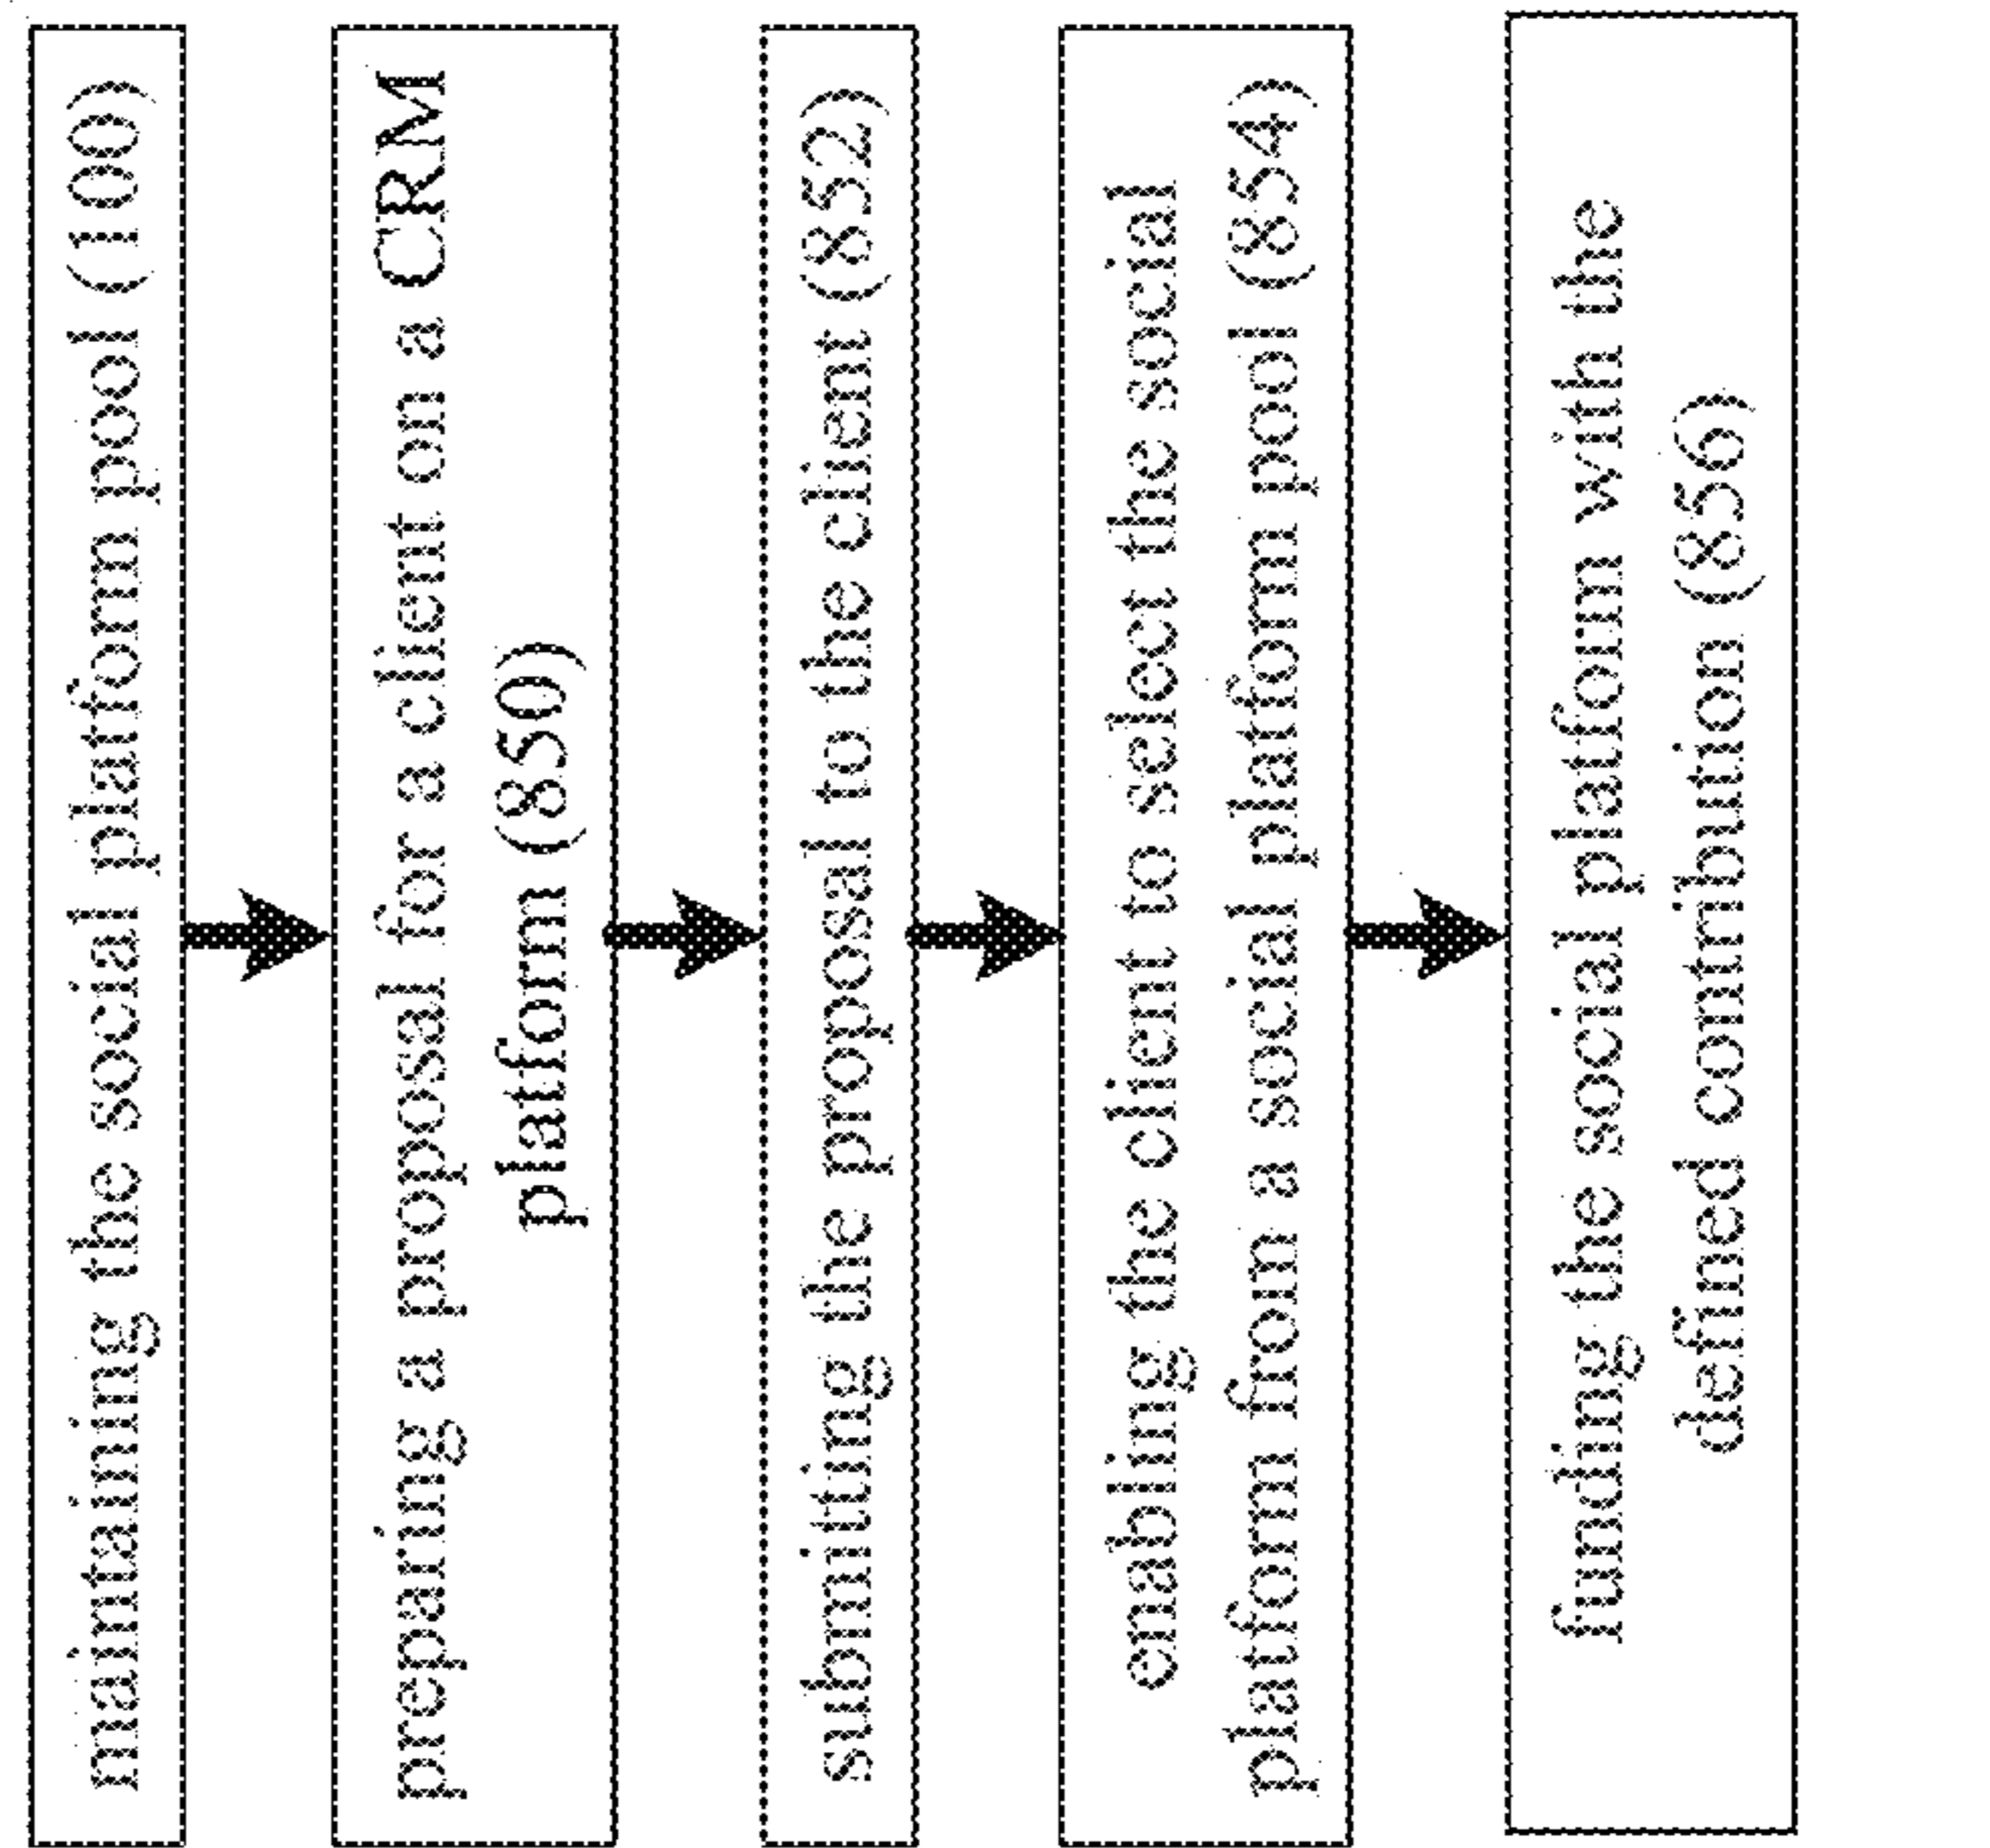 maintaining the social platform pool (100)
preparing a proposal for a client on a CRM
platform (850)
submitting the proposal to the client (852)
enabling the client to select the social
platform from a social platform pool (854)
funding the social platform with the
defined contribution (856)